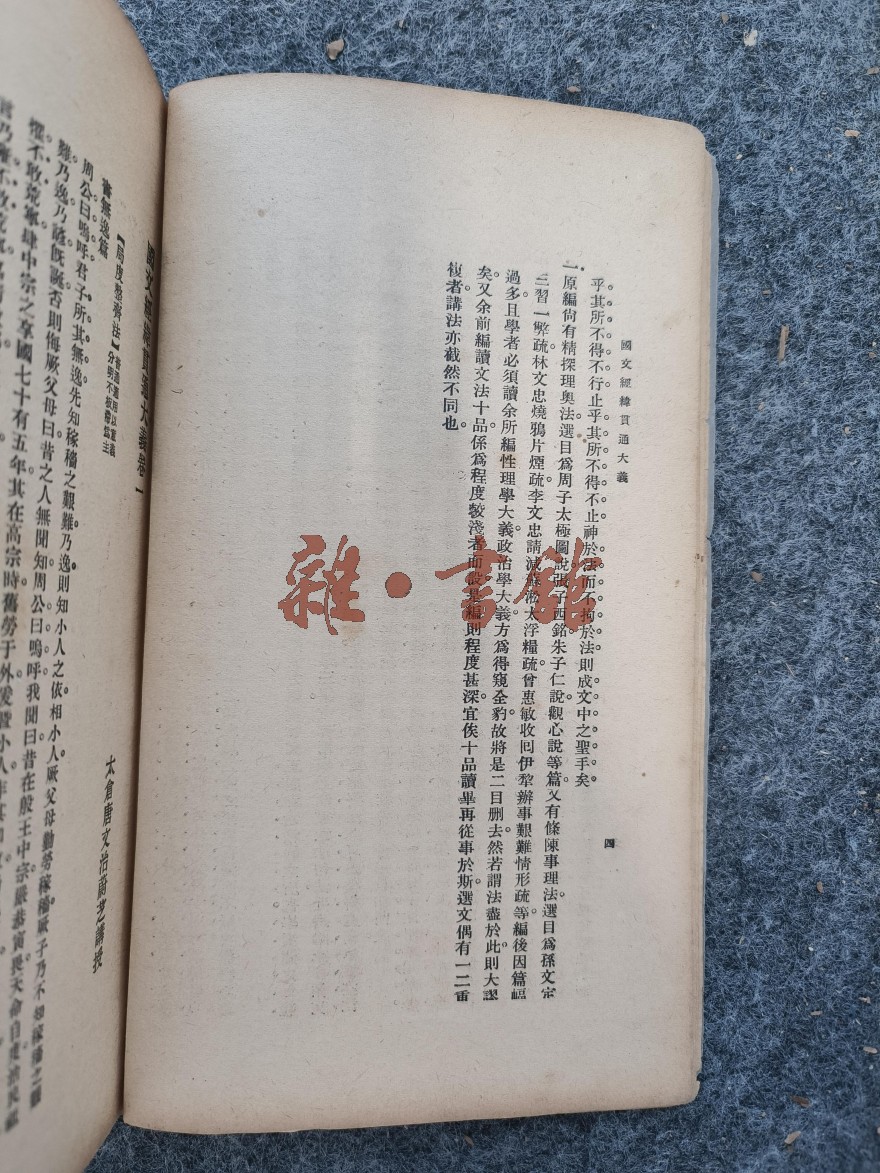 國文經緯貫通大義
四
乎其所不得不行止乎其所不得不止神於法而不拘於法則成文中之聖手矣
一原編尙有精探理奧法選目爲周子太極圖說張子西銘朱子仁說觀心說等篇又有條陳事理法選目爲孫文定
三習一弊疏林文忠燒鴉片煙疏李文忠請減蘇淞太浮糧疏曾惠敏收囘伊犂辦事艱難情形疏等編後因篇幅
過多且學者必須讀余所編性理學大義政治學大義方爲得窺全豹故將是二目删去然若謂法盡於此則大謬
矣又余前編讀文法十品係爲程度較淺者而設是編則程度甚深宜俟十品讀畢再從事於斯選文偶有一二重
複者講法亦截然不同也
雜·書館
國文經緯貫通大義卷一
太倉唐文治蔚芝講授
書無逸篇
【局度整齊法】
周公曰嗚呼君子所其無逸先知稼穡之艱難乃逸則知小人之依相小人厥父母勤勞稼穡厥子乃不知稼穡之艱
難乃逸乃諺旣誕否則侮厥父母曰昔之人無聞知周公曰嗚呼我聞曰昔在殷王中宗嚴恭寅畏天命自度治民祗
懼不敢荒寧肆中宗之享國七十有五年其在高宗時舊勞于外爰曁小人作其